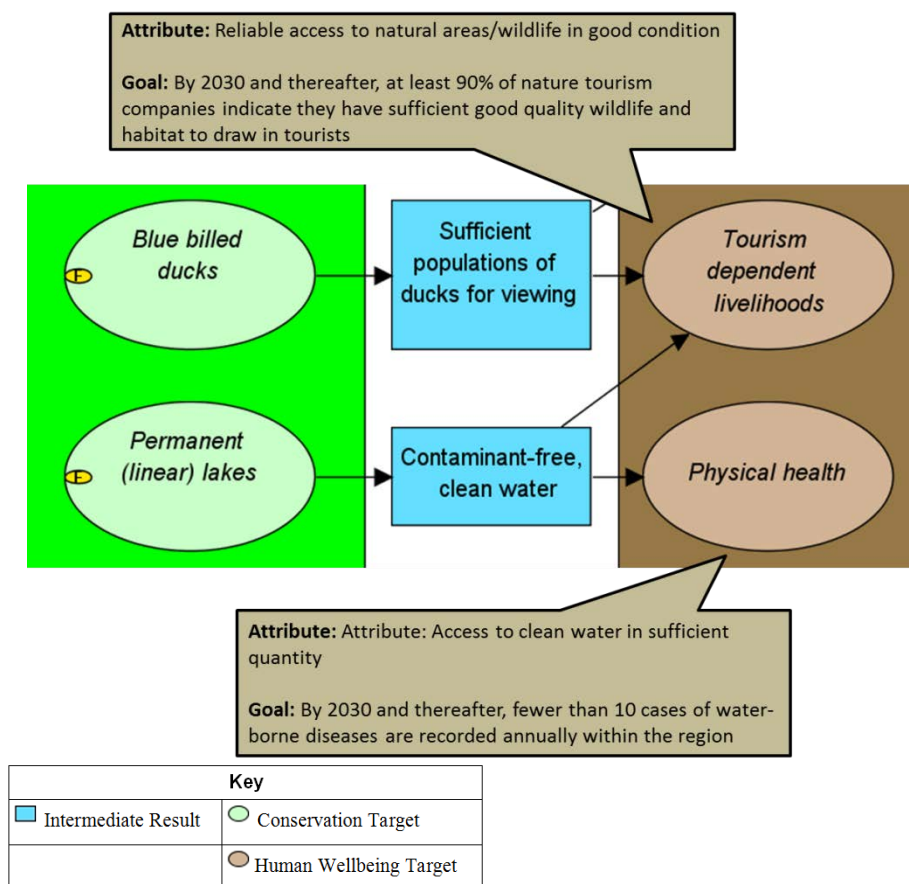 Attribute: Reliable access to natural areas/wildlife in good condition
Goal: By 2030 and thereafter, at least 90% of nature tourism
companies indicate they have sufficient good quality wildlife and
habitat to draw in tourists
Blue billed
ducks
F
Sufficient
populations of
ducks for viewing
Tourism
dependent
livelihoods
Permanent
(linear) lakes
F
Contaminant-free,
clean water
Physical health
Attribute: Attribute: Access to clean water in sufficient
quantity
Goal: By 2030 and thereafter, fewer than 10 cases of water-
borne diseases are recorded annually within the region
Key
Intermediate Result
Conservation Target
Human Wellbeing Target